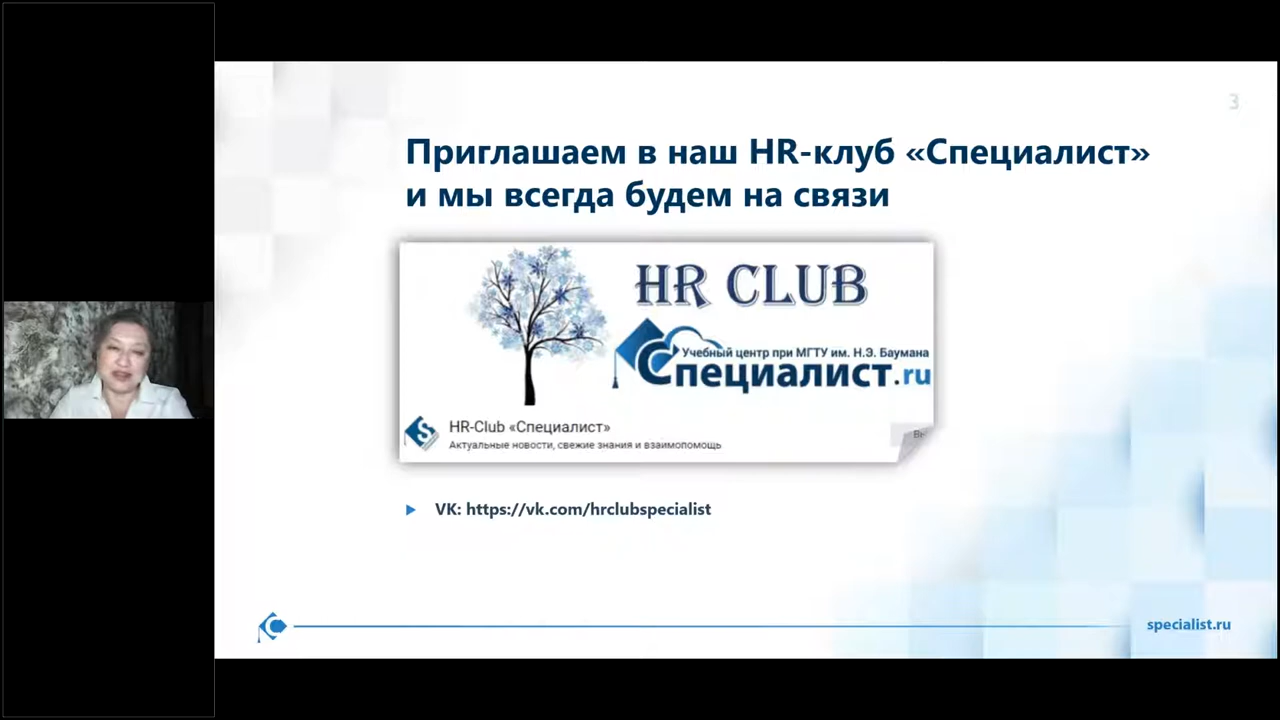 3
Приглашаем в наш HR-клуб «Специалист»
и мы всегда будем на связи
HR CLUB
Учебный центр при МГТУ им. Н.Э. Баумана
Специалист.ru
HR-Club «Специалист»
Актуальные новости, свежие знания и взаимопомощь
VK: https://vk.com/hrclubspecialist
specialist.ru